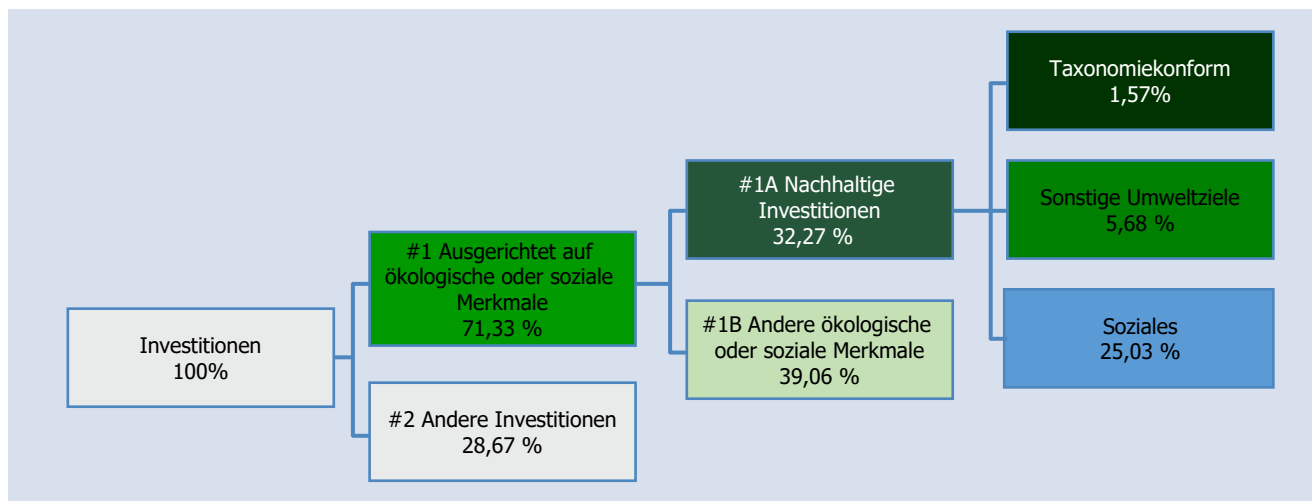 Investitionen
100%
#1 Ausgerichtet auf
ökologische oder soziale
Merkmale
71,33 %
#2 Andere Investitionen
28,67 %
#1A Nachhaltige
Investitionen
32,27 %
#1B Andere ökologische
oder soziale Merkmale
39,06 %
Taxonomiekonform
1,57%
Sonstige Umweltziele
5,68 %
Soziales
25,03 %